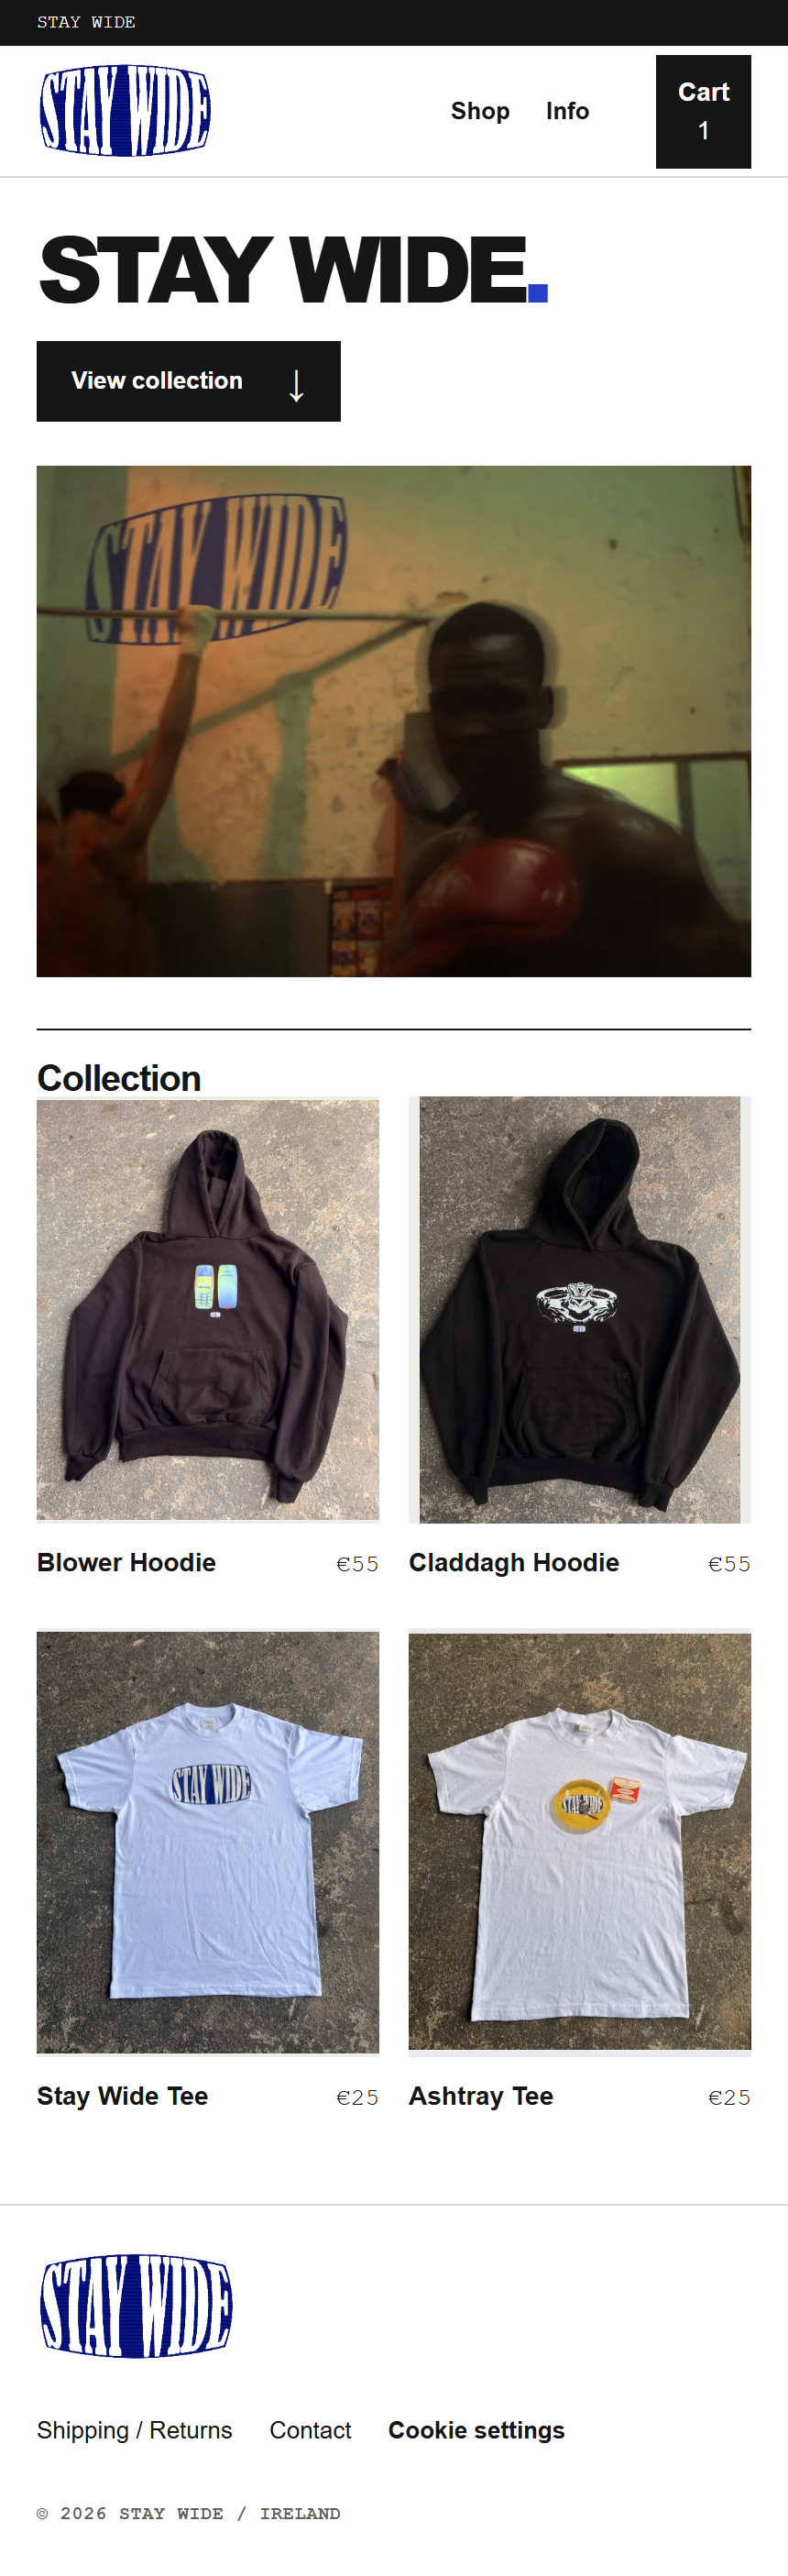 STAY WIDE
STAY WIDE
Shop Info
Cart
1
STAY WIDE.
View collection ↓
STAY WIDE
Collection
Blower Hoodie €55
Claddagh Hoodie €55
STAY WIDE
STAY WIDE
Stay Wide Tee €25
Ashtray Tee €25
STAY WIDE
Shipping / Returns Contact Cookie settings
© 2026 STAY WIDE / IRELAND